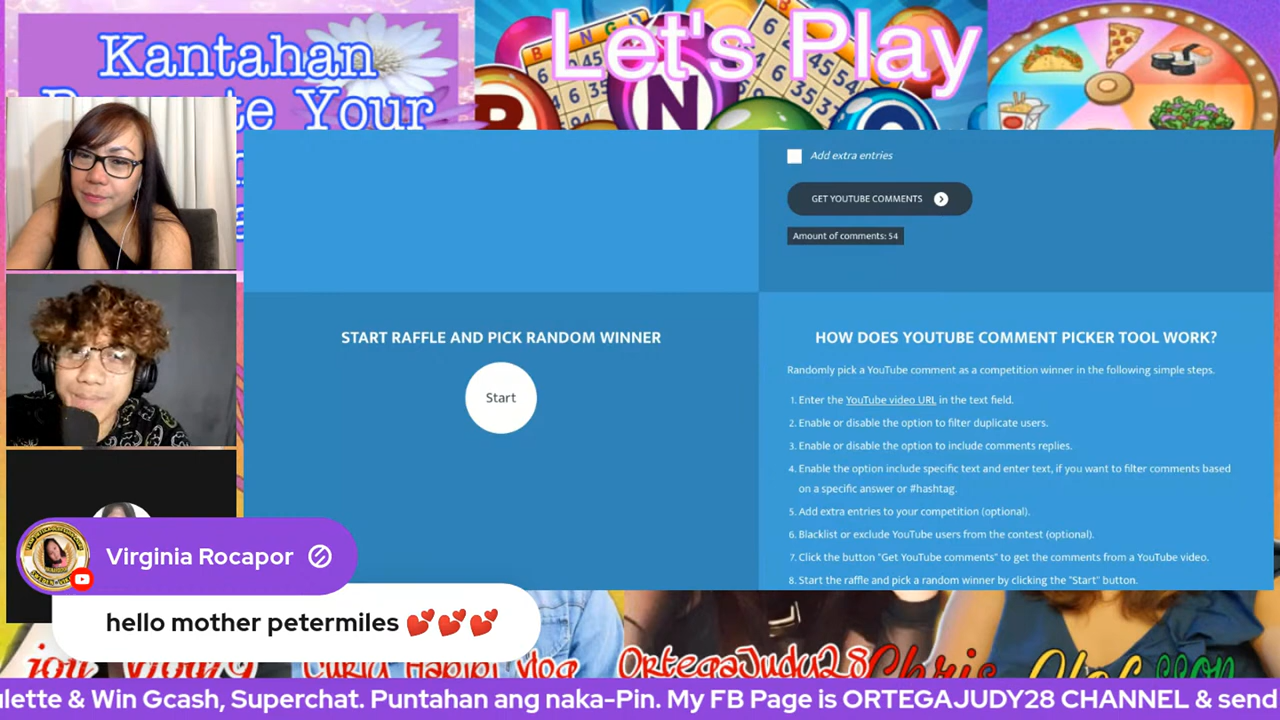 Kantahan
Let's Play
Your
BINGO
Add extra entries
GET YOUTUBE COMMENTS
Amount of comments: 54
START RAFFLE AND PICK RANDOM WINNER
Start
HOW DOES YOUTUBE COMMENT PICKER TOOL WORK?
Randomly pick a YouTube comment as a competition winner in the following simple steps.
1. Enter the YouTube video URL in the text field.
2. Enable or disable the option to filter duplicate users.
3. Enable or disable the option to include comments replies.
4. Enable the option include specific text and enter text, if you want to filter comments based
on a specific answer or #hashtag.
5. Add extra entries to your competition (optional).
6. Blacklist or exclude YouTube users from the contest (optional).
7. Click the button "Get YouTube comments" to get the comments from a YouTube video.
8. Start the raffle and pick a random winner by clicking the "Start" button.
Virginia Rocapor
hello mother petermiles 💕💕💕
Curly Habibi Vlog
OrtegaJudy28
Chris
ulette & Win Gcash, Superchat. Puntahan ang naka-Pin. My FB Page is ORTEGAJUDY28 CHANNEL & send